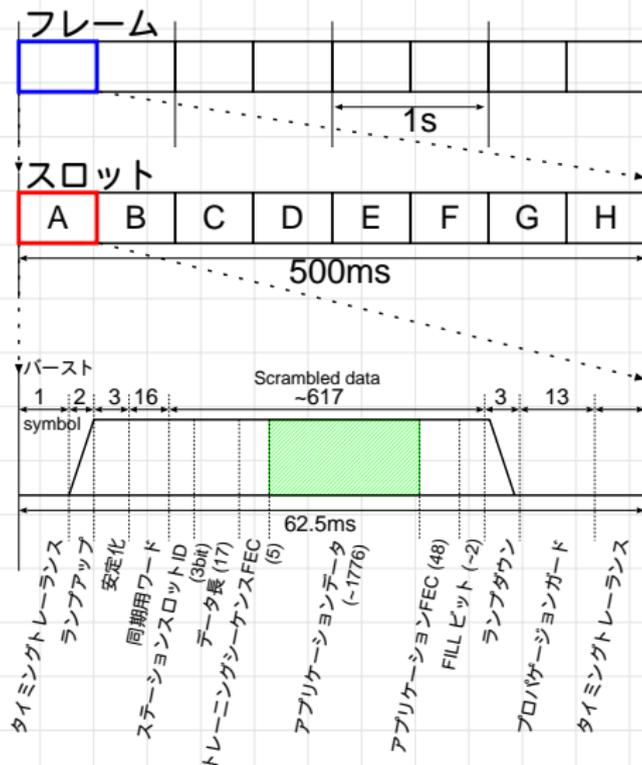 フレーム
1s
スロット
A B C D E F G H
500ms
バースト
Scrambled data
1 2 3 16 ~617 3 13
symbol
62.5ms
タイミングトレーランス
ランプアップ
安定化
同期用ワード
ステーションスロットID
(3bit)
データ長 (17)
トレーニングシーケンスFEC
(5)
アプリケーションデータ
(~1776)
アプリケーションFEC (48)
FILL ビット (~2)
ランプダウン
プロパゲージョンガード
タイミングトレーランス